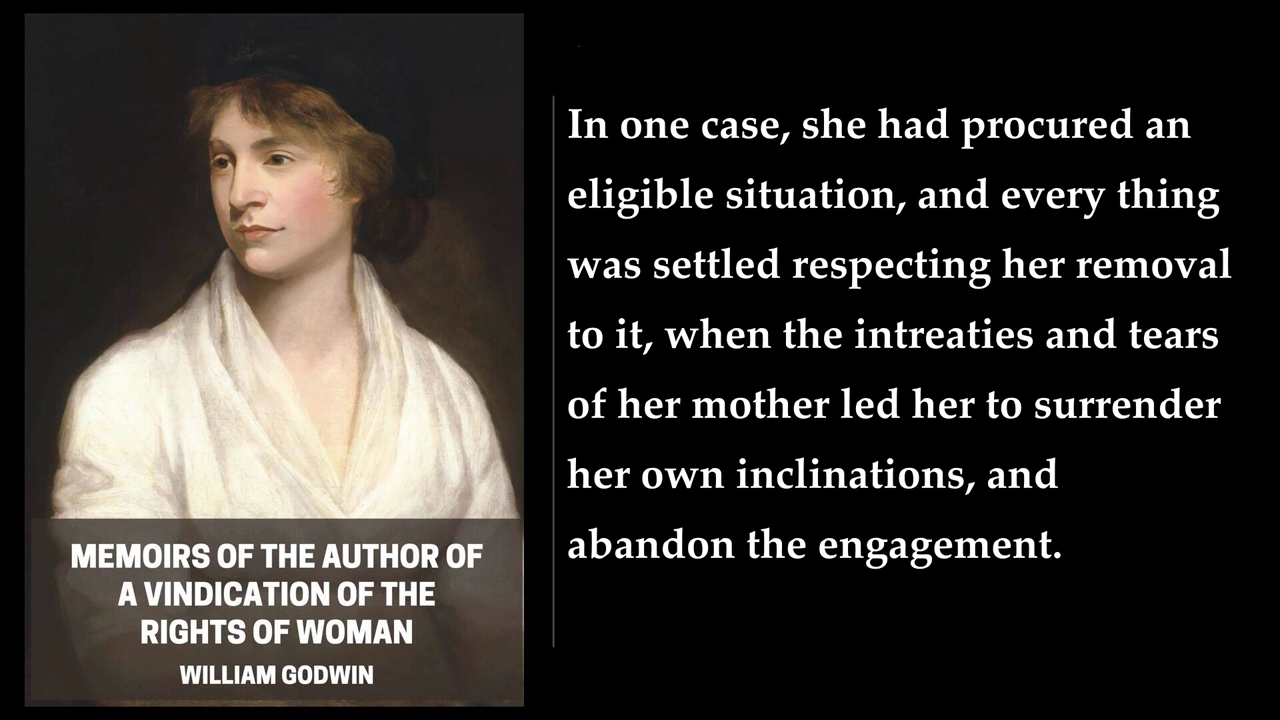 MEMOIRS OF THE AUTHOR OF
A VINDICATION OF THE
RIGHTS OF WOMAN
WILLIAM GODWIN
In one case, she had procured an
eligible situation, and every thing
was settled respecting her removal
to it, when the intreaties and tears
of her mother led her to surrender
her own inclinations, and
abandon the engagement.